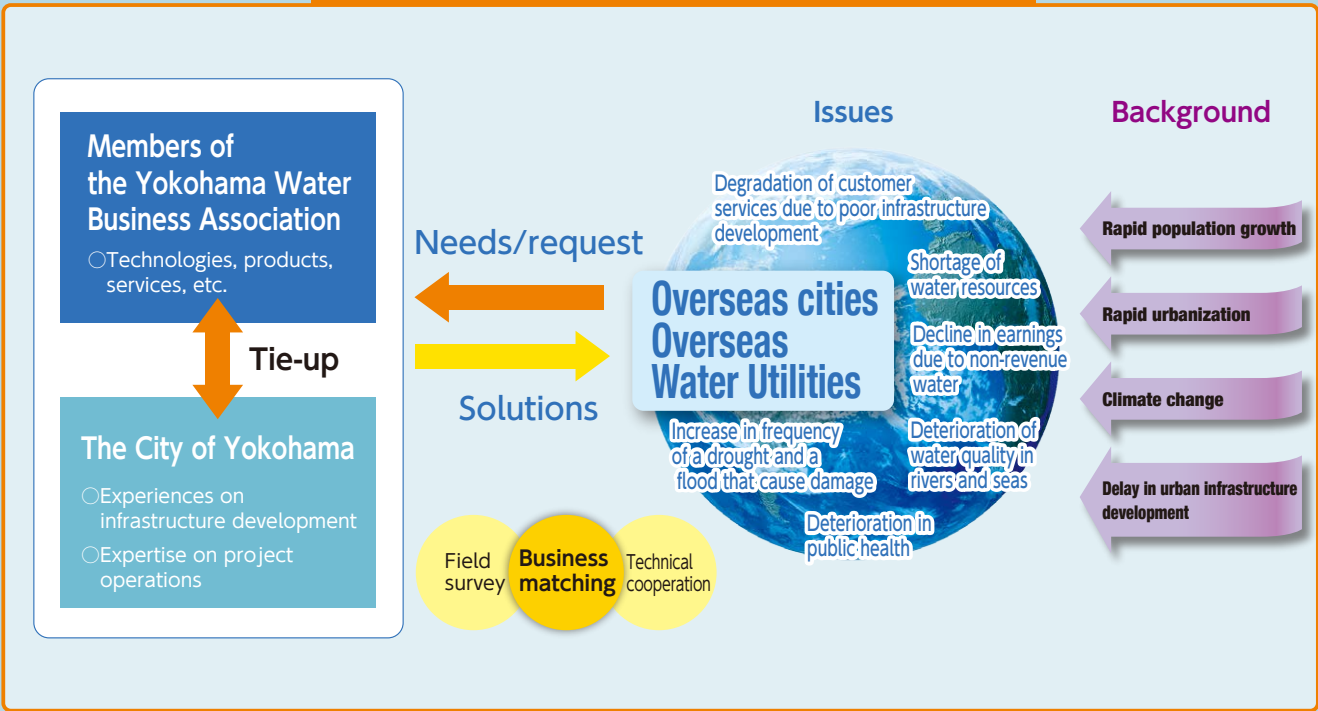 Members of
the Yokohama Water
Business Association
○Technologies, products,
services, etc.
Tie-up
The City of Yokohama
○Experiences on
infrastructure development
○Expertise on project
operations
Needs/request
Solutions
Field
survey
Business
matching
Technical
cooperation
Issues
Degradation of customer
services due to poor infrastructure
development
Shortage of
water resources
Overseas cities
Overseas
Water Utilities
Decline in earnings
due to non-revenue
water
Increase in frequency
of a drought and a
flood that cause damage
Deterioration of
water quality in
rivers and seas
Deterioration in
public health
Background
Rapid population growth
Rapid urbanization
Climate change
Delay in urban infrastructure
development